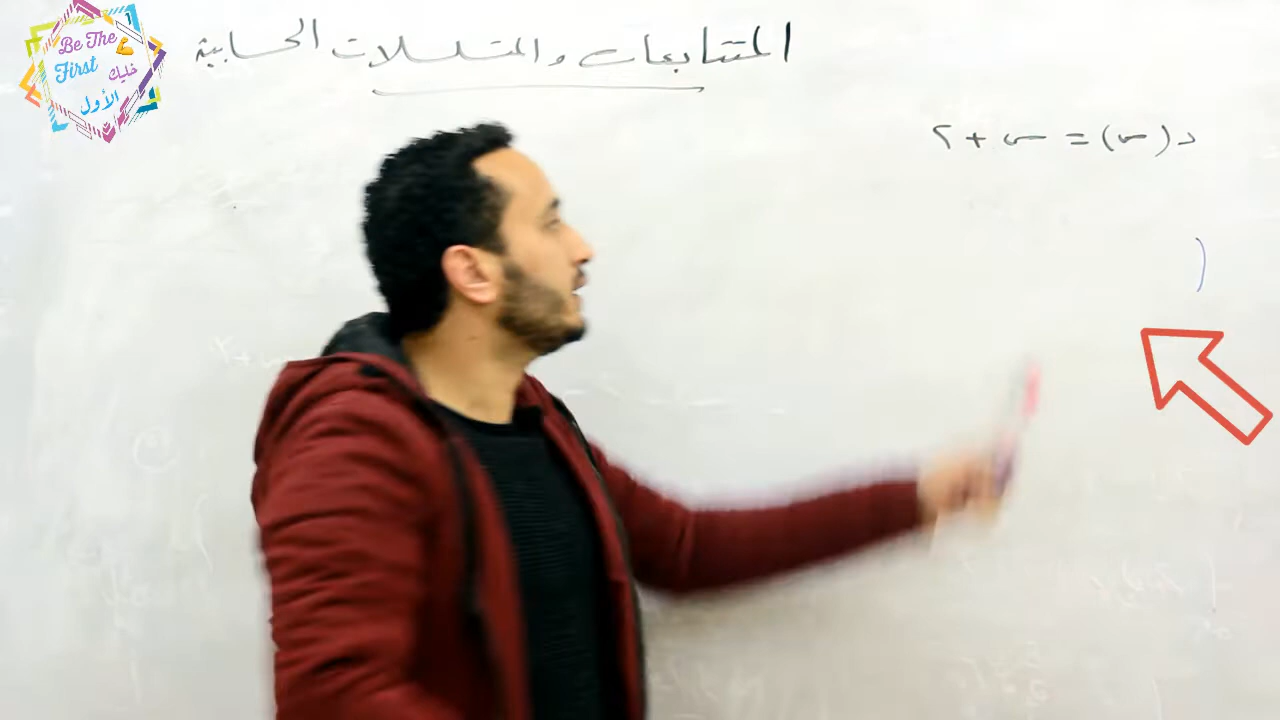 Be The
First
خليك
الأول
المتتابعات والمتسلسلات الحسابية
د(س) = س + ٢
(